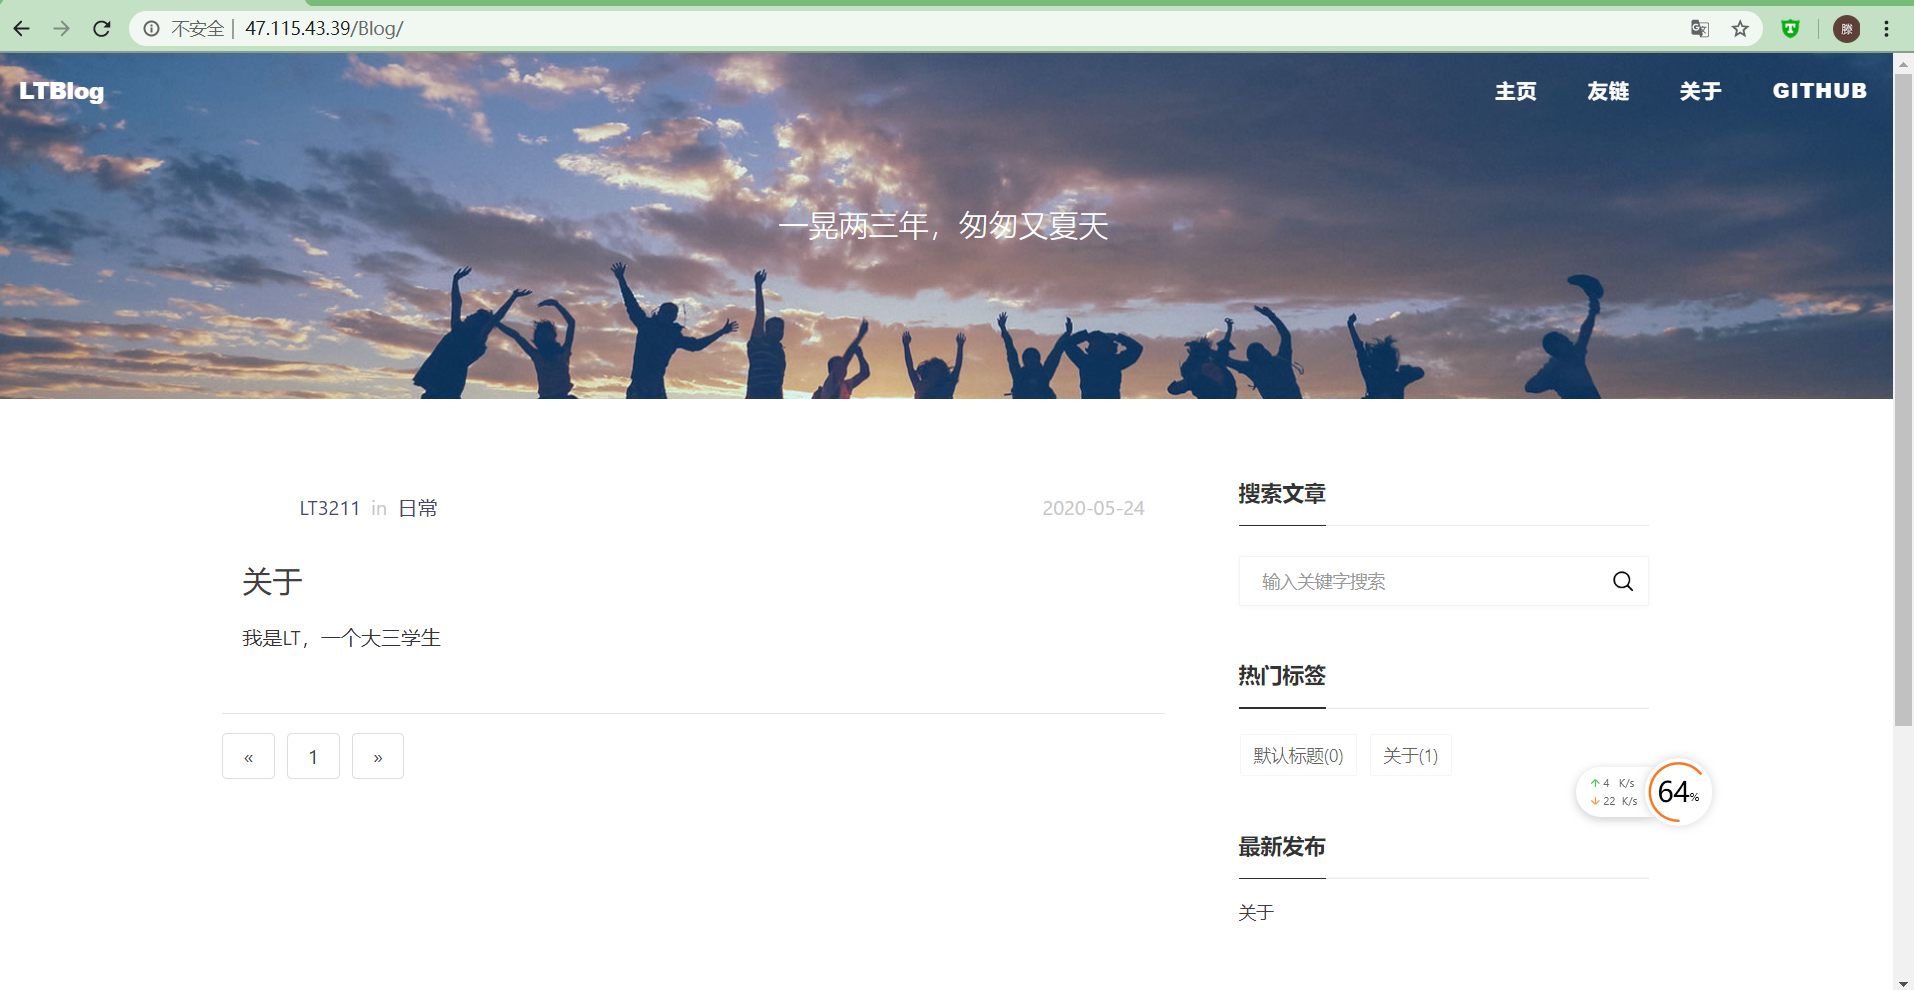 不安全 | 47.115.43.39/Blog/
滕
LTBlog
主页 友链 关于 GITHUB
一晃两三年，匆匆又夏天
LT3211 in 日常 2020-05-24
关于
我是LT，一个大三学生
« 1 »
搜索文章
输入关键字搜索
热门标签
默认标题(0) 关于(1)
↑ 4 K/s
↓ 22 K/s
64%
最新发布
关于